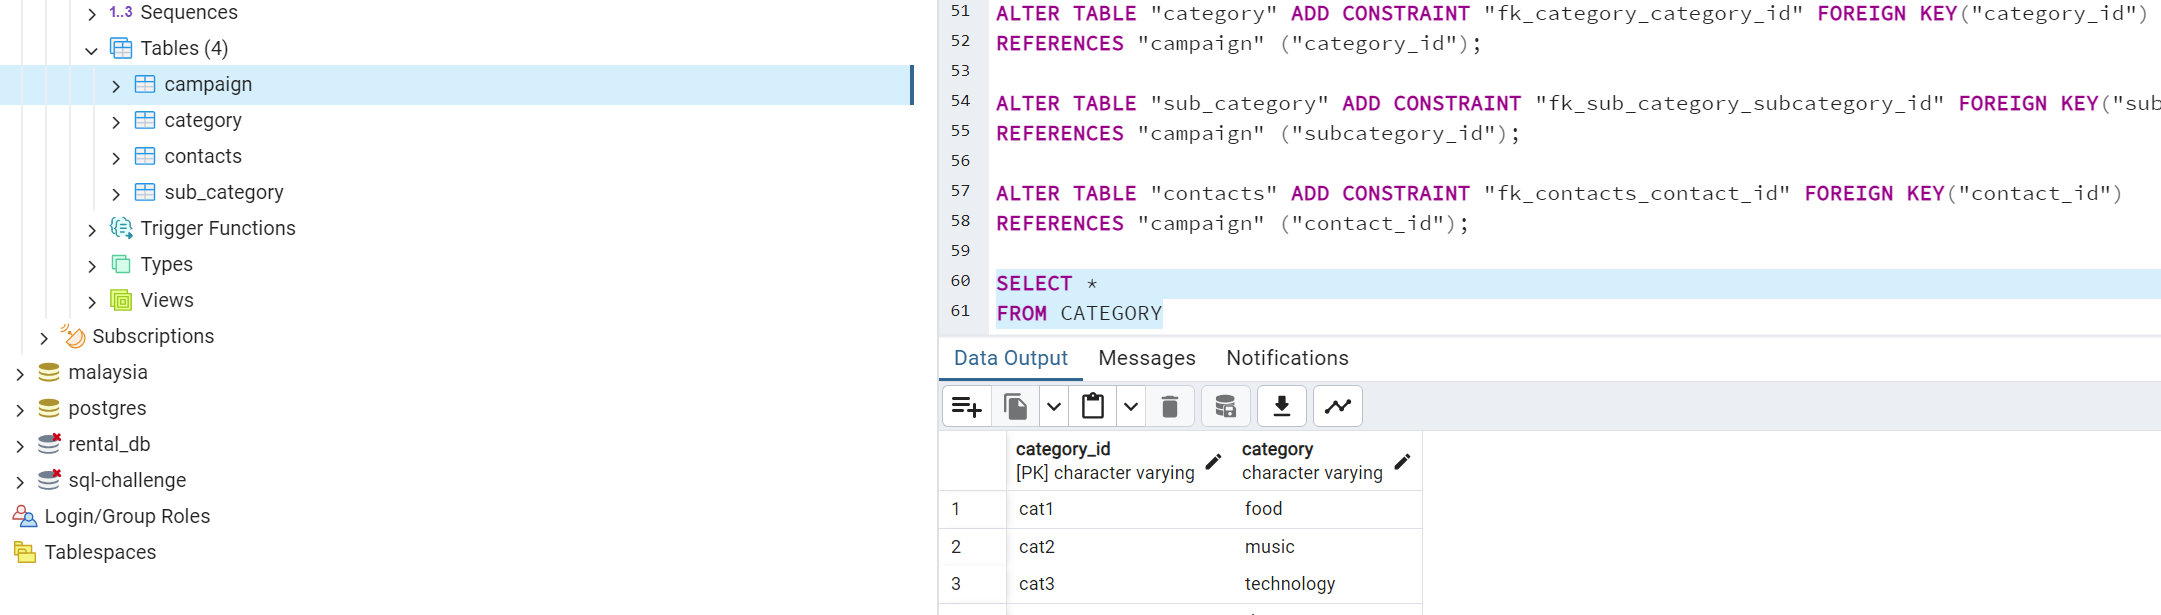 1..3 Sequences
Tables (4)
campaign
category
contacts
sub_category
Trigger Functions
Types
Views
Subscriptions
malaysia
postgres
rental_db
sql-challenge
Login/Group Roles
Tablespaces
51 ALTER TABLE "category" ADD CONSTRAINT "fk_category_category_id" FOREIGN KEY("category_id")
52 REFERENCES "campaign" ("category_id");
53
54 ALTER TABLE "sub_category" ADD CONSTRAINT "fk_sub_category_subcategory_id" FOREIGN KEY("sub
55 REFERENCES "campaign" ("subcategory_id");
56
57 ALTER TABLE "contacts" ADD CONSTRAINT "fk_contacts_contact_id" FOREIGN KEY("contact_id")
58 REFERENCES "campaign" ("contact_id");
59
60 SELECT *
61 FROM CATEGORY
Data Output Messages Notifications
category_id category
[PK] character varying character varying
1 cat1 food
2 cat2 music
3 cat3 technology